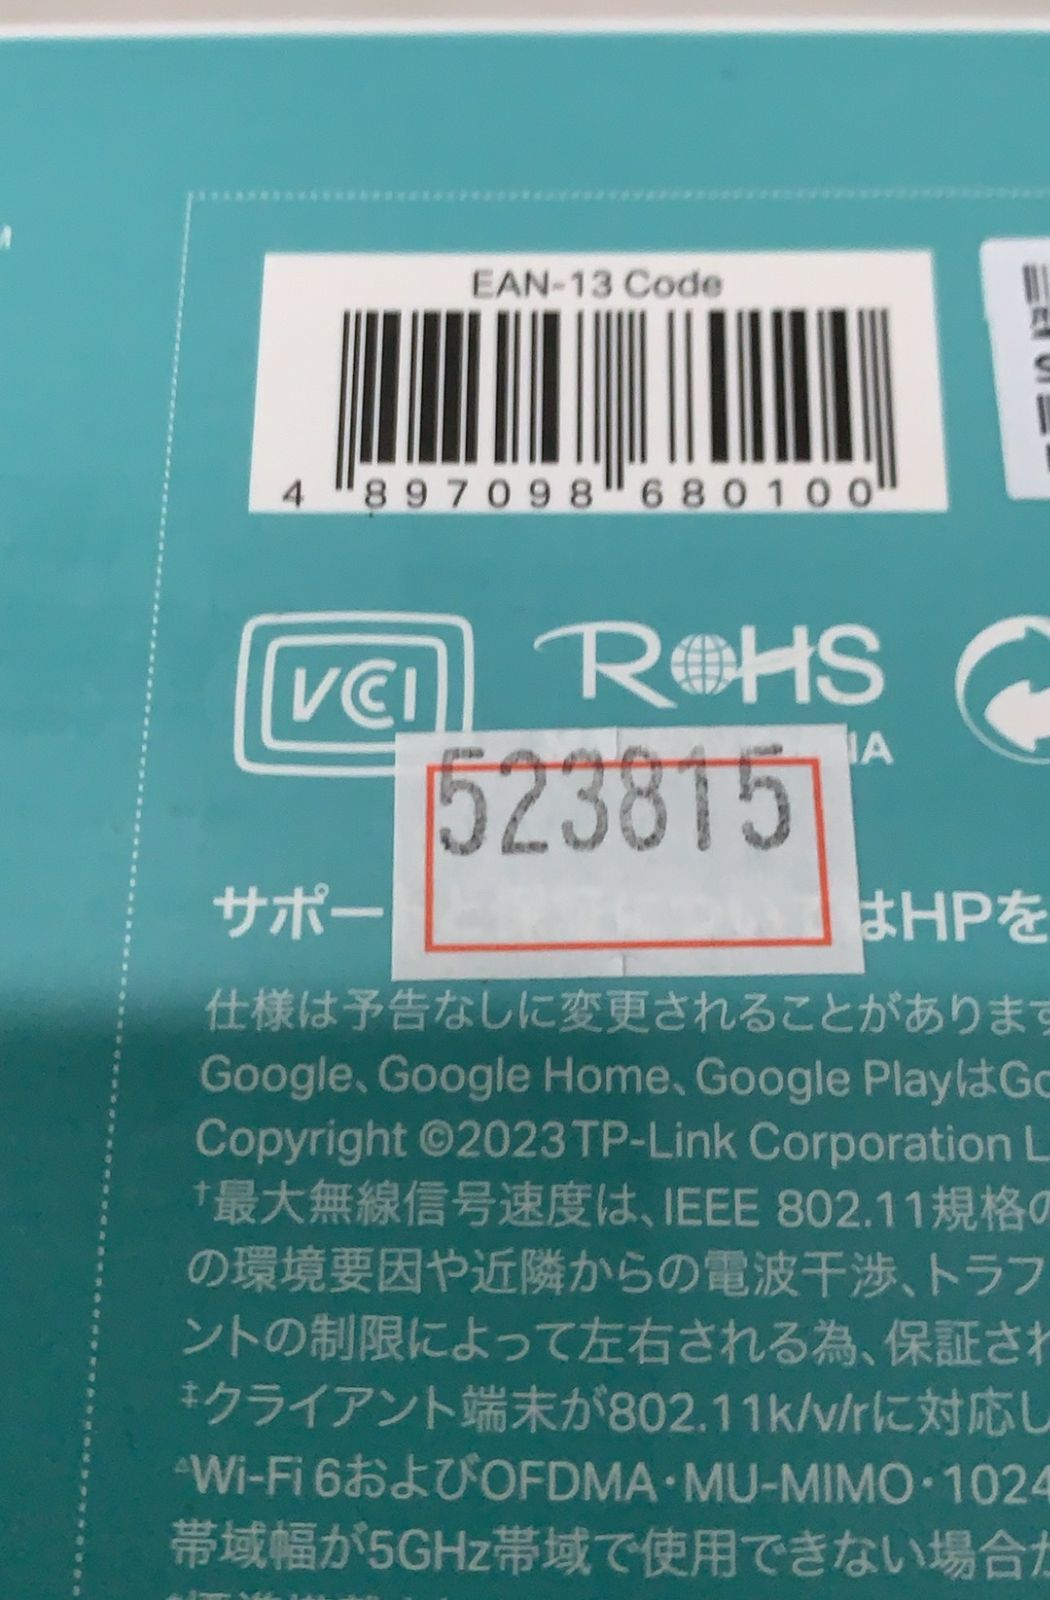 EAN-13 Code
4 897098 680100
VCCI
RoHS
523815
サポー
はHPを
仕様は予告なしに変更されることがあります
Google、Google Home、Google PlayはGo
Copyright ©2023 TP-Link Corporation L
†最大無線信号速度は、IEEE 802.11規格の
の環境要因や近隣からの電波干渉、トラフ
ントの制限によって左右される為、保証され
‡クライアント端末が802.11k/v/rに対応し
△Wi-Fi 6およびOFDMA・MU-MIMO・1024
帯域幅が5GHz帯域で使用できない場合が